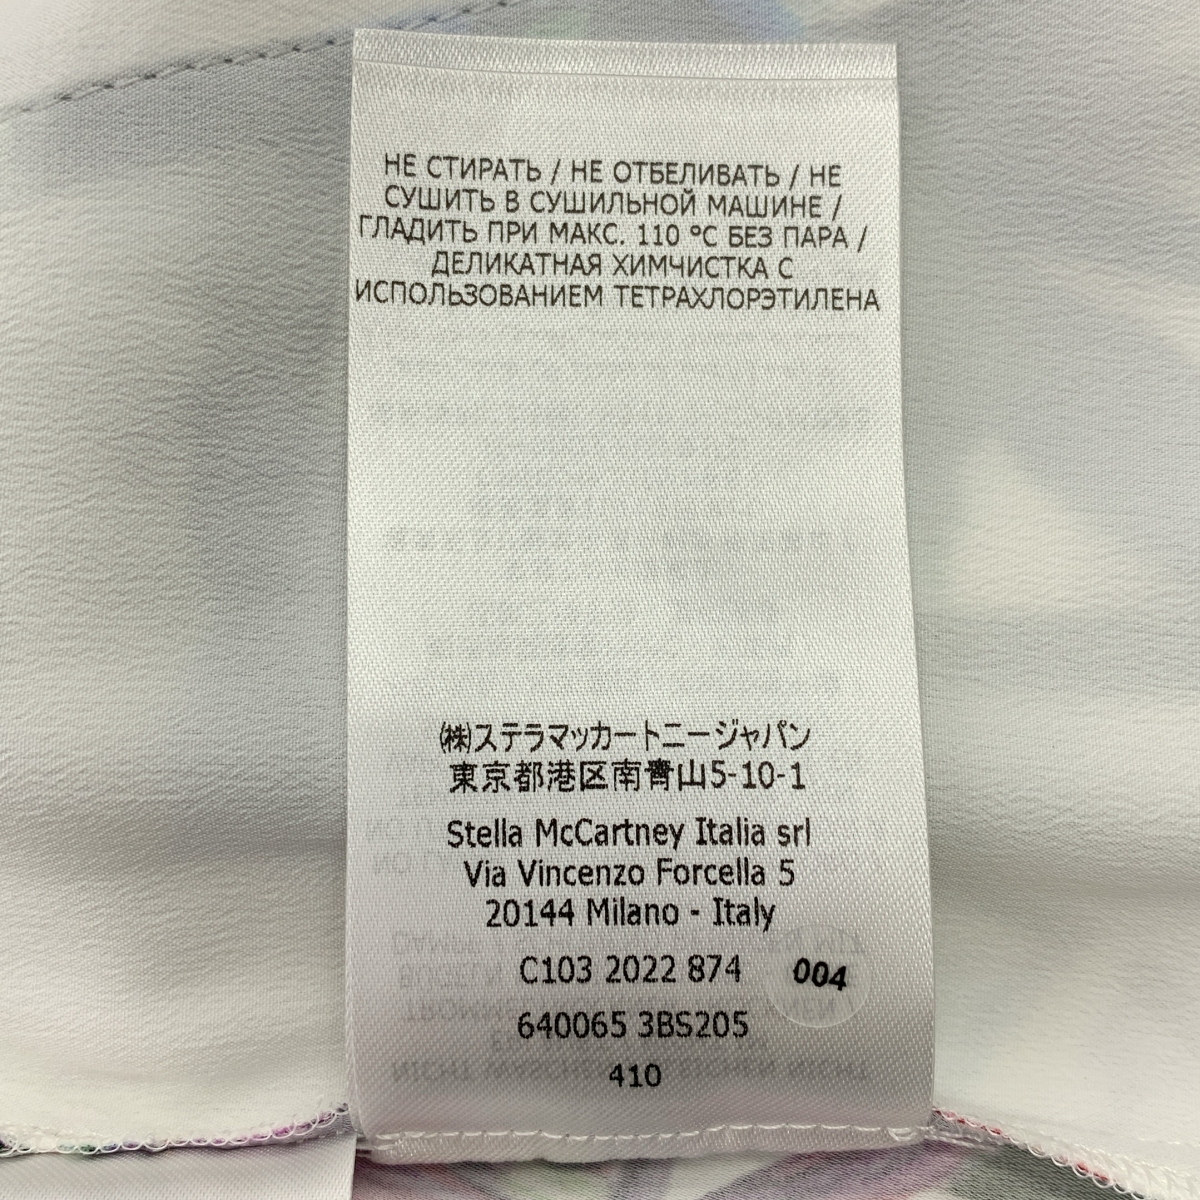 НЕ СТИРАТЬ / НЕ ОТБЕЛИВАТЬ / НЕ
СУШИТЬ В СУШИЛЬНОЙ МАШИНЕ /
ГЛАДИТЬ ПРИ МАКС. 110 °C БЕЗ ПАРА /
ДЕЛИКАТНАЯ ХИМЧИСТКА С
ИСПОЛЬЗОВАНИЕМ ТЕТРАХЛОРЭТИЛЕНА
㈱ステラマッカートニージャパン
東京都港区南青山5-10-1
Stella McCartney Italia srl
Via Vincenzo Forcella 5
20144 Milano - Italy
C103 2022 874
004
640065 3BS205
410